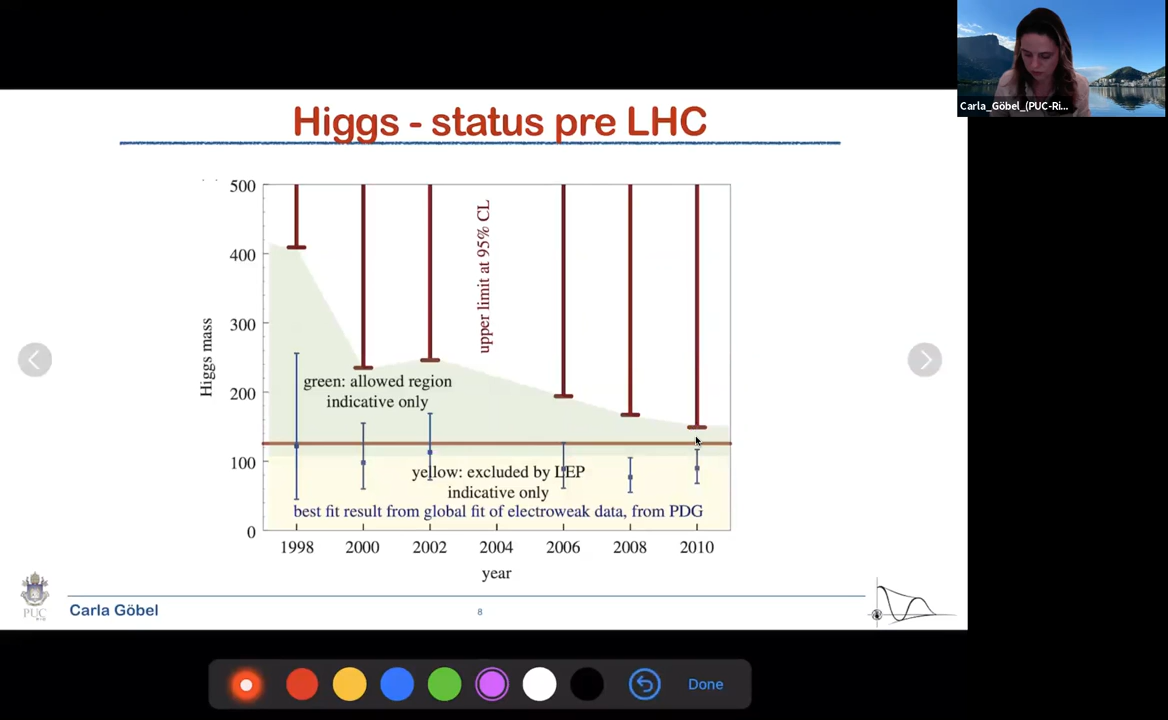 Carla_Göbel_(PUC-Ri...
Higgs - status pre LHC
500
400
300
200
100
0
Higgs mass
upper limit at 95% CL
green: allowed region
indicative only
yellow: excluded by LEP
indicative only
best fit result from global fit of electroweak data, from PDG
1998 2000 2002 2004 2006 2008 2010
year
PUC
Carla Göbel
8
Done